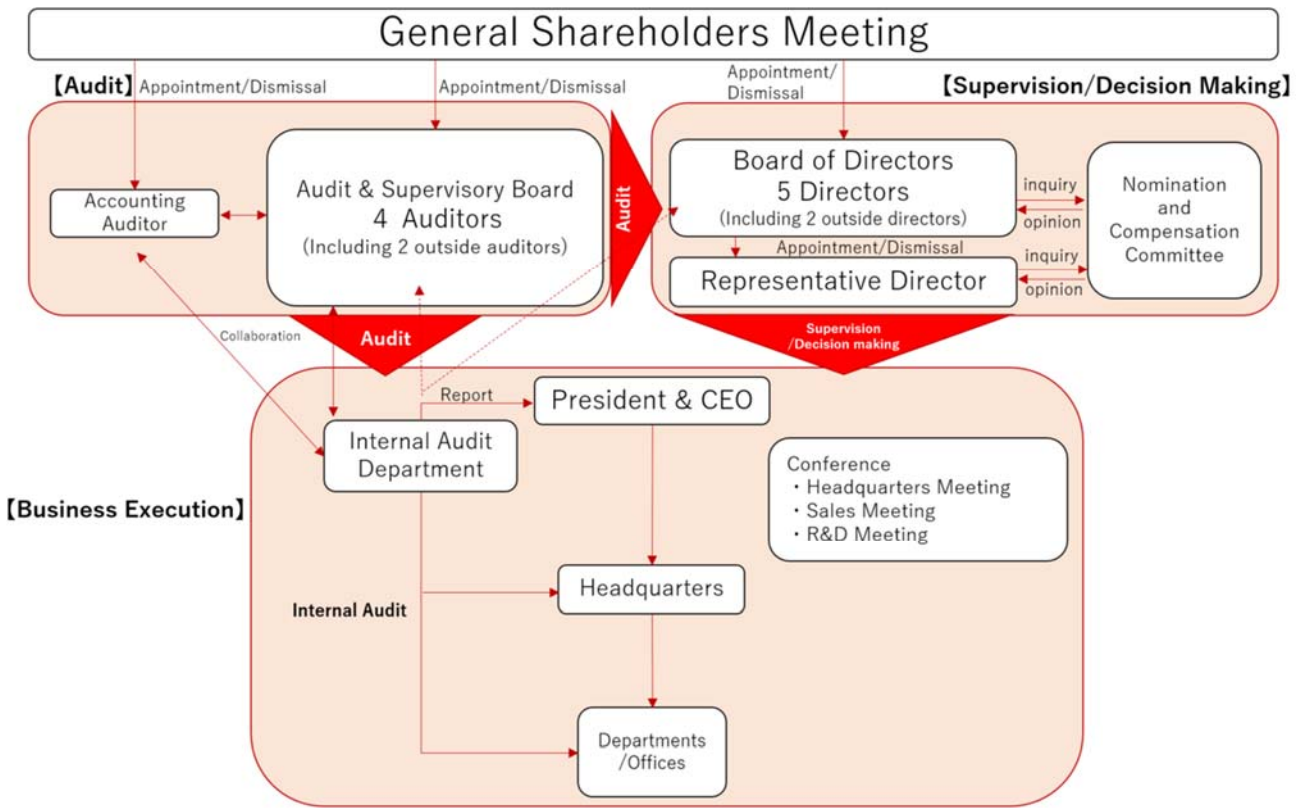 General Shareholders Meeting
【Audit】
Appointment/Dismissal
Appointment/Dismissal
Appointment/
Dismissal
【Supervision/Decision Making】
Accounting
Auditor
Audit & Supervisory Board
4 Auditors
(Including 2 outside auditors)
Audit
Board of Directors
5 Directors
(Including 2 outside directors)
inquiry
opinion
Nomination
and
Compensation
Committee
Appointment/Dismissal
Representative Director
inquiry
opinion
Collaboration
Audit
Supervision
/Decision making
Report
President & CEO
Internal Audit
Department
Conference
・Headquarters Meeting
・Sales Meeting
・R&D Meeting
【Business Execution】
Headquarters
Internal Audit
Departments
/Offices